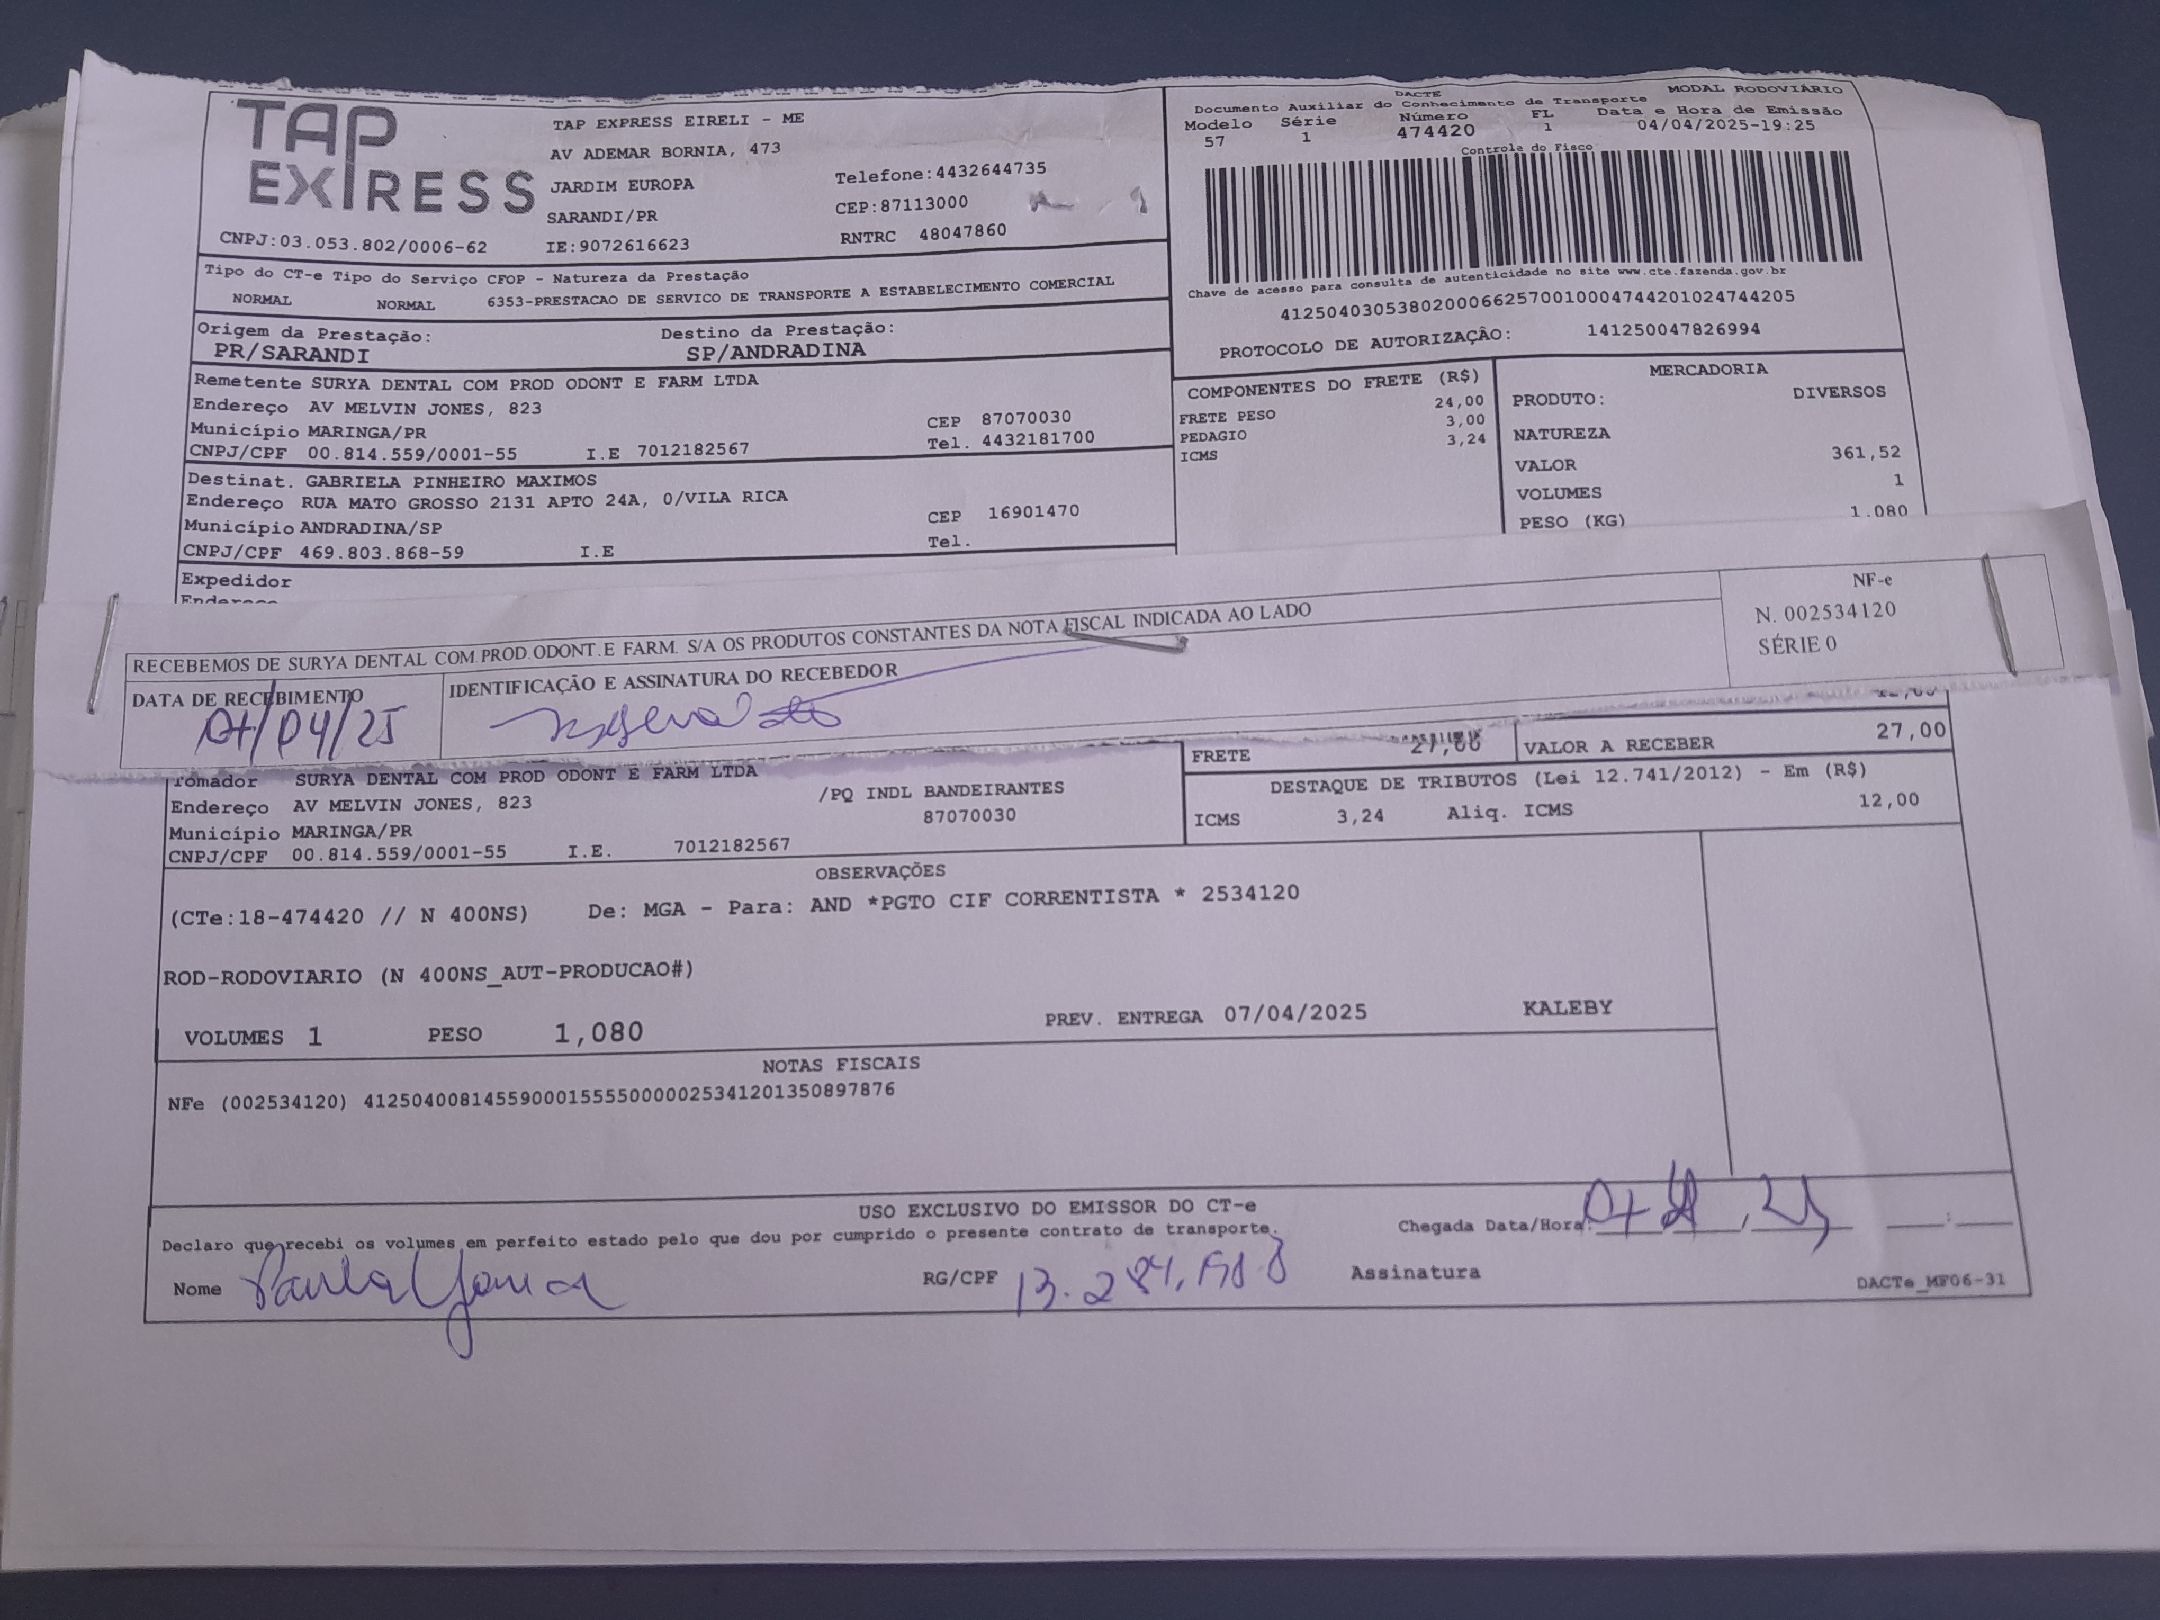 TAP EXPRESS
TAP EXPRESS EIRELI - ME
AV ADEMAR BORNIA, 473
JARDIM EUROPA
Telefone:4432644735
SARANDI/PR
CEP:87113000
CNPJ:03.053.802/0006-62
IE:9072616623
RNTRC 48047860
DACTE
MODAL RODOVIÁRIO
Documento Auxiliar do Conhecimento de Transporte
Modelo Série Número FL Data e Hora de Emissão
57 1 474420 1 04/04/2025-19:25
Controle do Fisco
Chave de acesso para consulta de autenticidade no site www.cte.fazenda.gov.br
41250403053802000662570010004744201024744205
PROTOCOLO DE AUTORIZAÇÃO: 141250047826994
Tipo do CT-e Tipo do Serviço CFOP - Natureza da Prestação
NORMAL NORMAL 6353-PRESTACAO DE SERVICO DE TRANSPORTE A ESTABELECIMENTO COMERCIAL
Origem da Prestação: Destino da Prestação:
PR/SARANDI SP/ANDRADINA
Remetente SURYA DENTAL COM PROD ODONT E FARM LTDA
Endereço AV MELVIN JONES, 823
Município MARINGA/PR CEP 87070030
CNPJ/CPF 00.814.559/0001-55 I.E 7012182567 Tel. 4432181700
COMPONENTES DO FRETE (R$)
FRETE PESO 24,00
PEDAGIO 3,00
ICMS 3,24
MERCADORIA
PRODUTO: DIVERSOS
NATUREZA
VALOR 361,52
VOLUMES 1
PESO (KG) 1.080
Destinat. GABRIELA PINHEIRO MAXIMOS
Endereço RUA MATO GROSSO 2131 APTO 24A, 0/VILA RICA
Município ANDRADINA/SP CEP 16901470
CNPJ/CPF 469.803.868-59 I.E Tel.
Expedidor
Endereço
RECEBEMOS DE SURYA DENTAL COM.PROD.ODONT.E FARM. S/A OS PRODUTOS CONSTANTES DA NOTA FISCAL INDICADA AO LADO
NF-e
N. 002534120
SÉRIE 0
DATA DE RECEBIMENTO
IDENTIFICAÇÃO E ASSINATURA DO RECEBEDOR
07/04/25
FRETE 27,00 VALOR A RECEBER 27,00
Tomador SURYA DENTAL COM PROD ODONT E FARM LTDA
Endereço AV MELVIN JONES, 823 /PQ INDL BANDEIRANTES
Município MARINGA/PR 87070030
CNPJ/CPF 00.814.559/0001-55 I.E. 7012182567
DESTAQUE DE TRIBUTOS (Lei 12.741/2012) - Em (R$)
ICMS 3,24 Aliq. ICMS 12,00
OBSERVAÇÕES
(CTe:18-474420 // N 400NS) De: MGA - Para: AND *PGTO CIF CORRENTISTA * 2534120
ROD-RODOVIARIO (N 400NS_AUT-PRODUCAO#)
VOLUMES 1 PESO 1,080 PREV. ENTREGA 07/04/2025 KALEBY
NOTAS FISCAIS
NFe (002534120) 41250400814559000155550000025341201350897876
USO EXCLUSIVO DO EMISSOR DO CT-e
Declaro que recebi os volumes em perfeito estado pelo que dou por cumprido o presente contrato de transporte.
Chegada Data/Hora:
Nome Paula
RG/CPF
Assinatura
DACTe_MF06-31